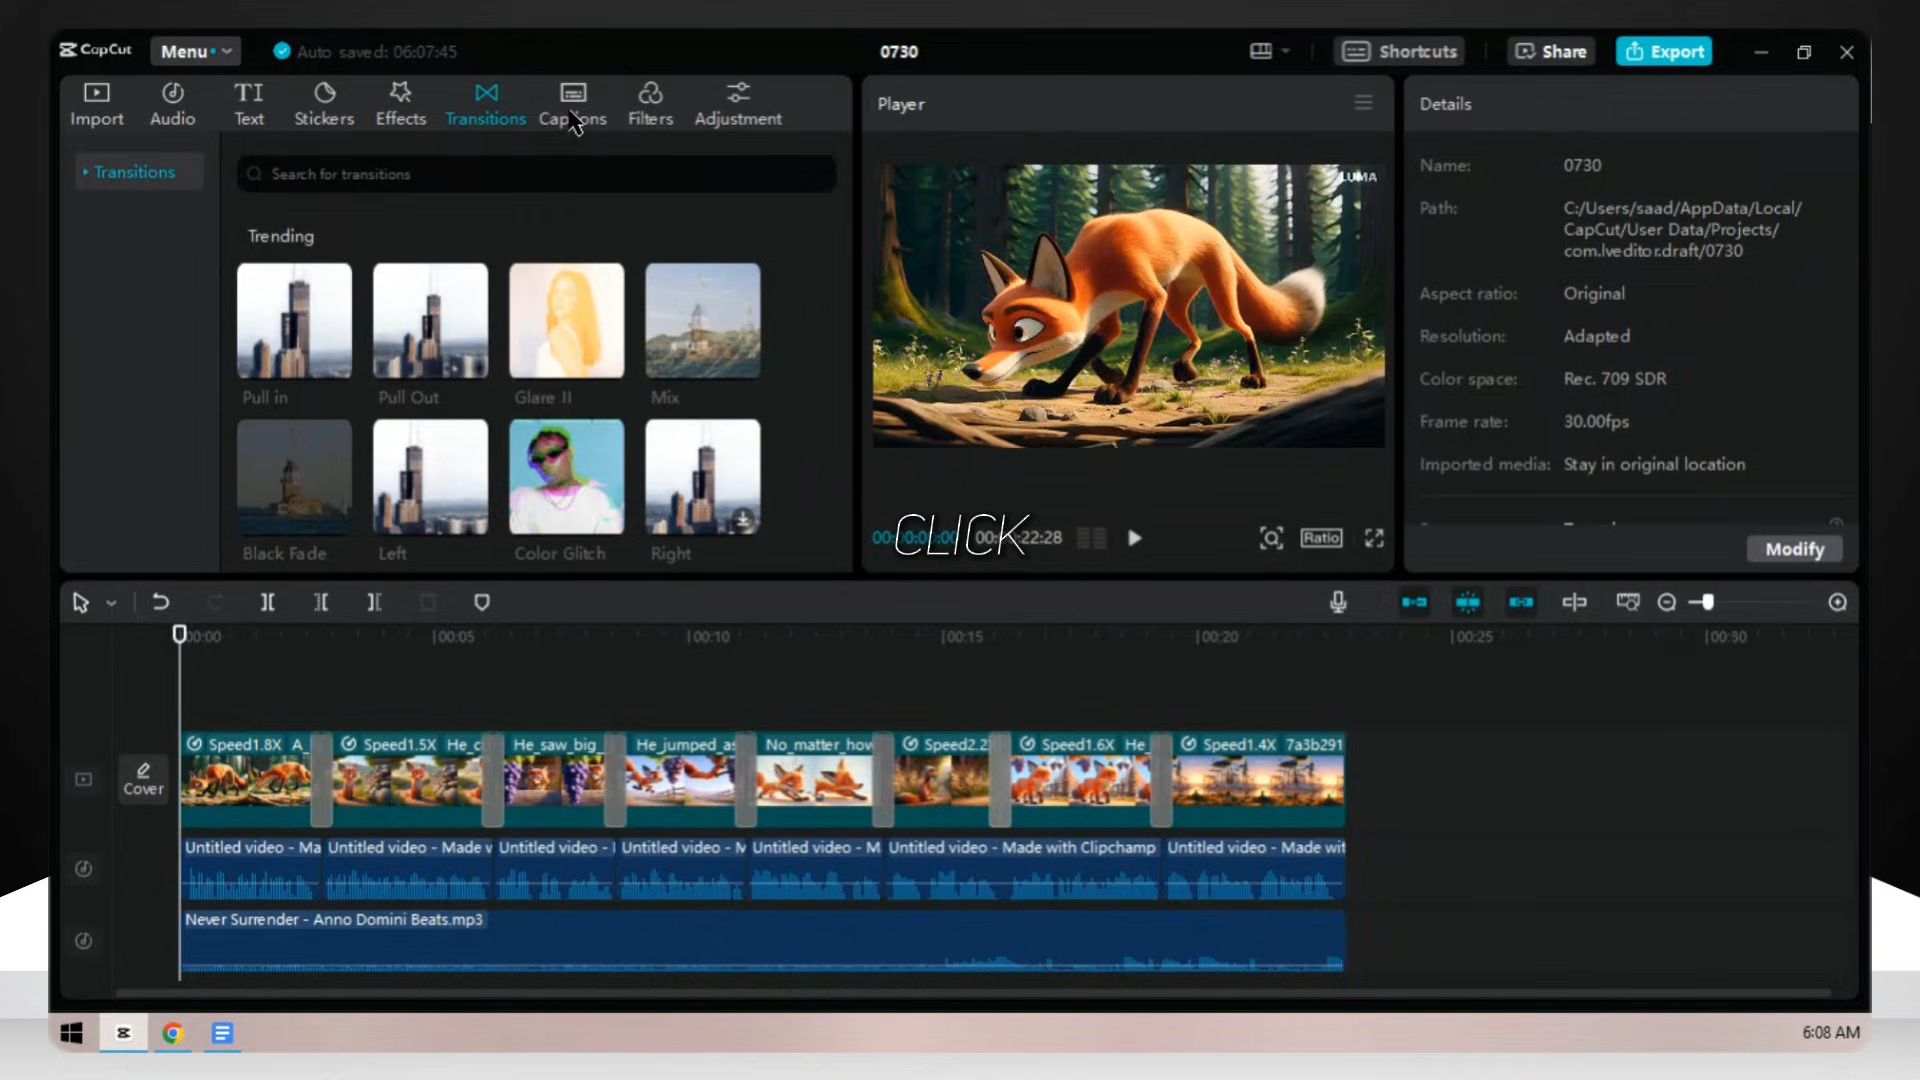 CapCut
Menu
Auto saved: 06:07:45
0730
Shortcuts
Share
Export
Import
Audio
TI
Text
Stickers
Effects
Transitions
Captions
Filters
Adjustment
Player
Details
Transitions
Search for transitions
Trending
Pull in
Pull Out
Glare II
Mix
Black Fade
Left
Color Glitch
Right
LUMA
CLICK
22:28
Ratio
Name:
0730
Path:
C:/Users/saad/AppData/Local/
CapCut/User Data/Projects/
com.lveditor.draft/0730
Aspect ratio:
Original
Resolution:
Adapted
Color space:
Rec. 709 SDR
Frame rate:
30.00fps
Imported media:
Stay in original location
Modify
00:00
00:05
00:10
00:15
00:20
00:25
00:30
Cover
Speed1.8X A_
Speed1.5X He_c
He_saw_big_
He_jumped_as
No_matter_how
Speed2.2
Speed1.6X He_
Speed1.4X 7a3b291
Untitled video - Ma
Untitled video - Made w
Untitled video -
Untitled video - M
Untitled video - M
Untitled video - Made with Clipchamp
Untitled video - Made wit
Never Surrender - Anno Domini Beats.mp3
6:08 AM